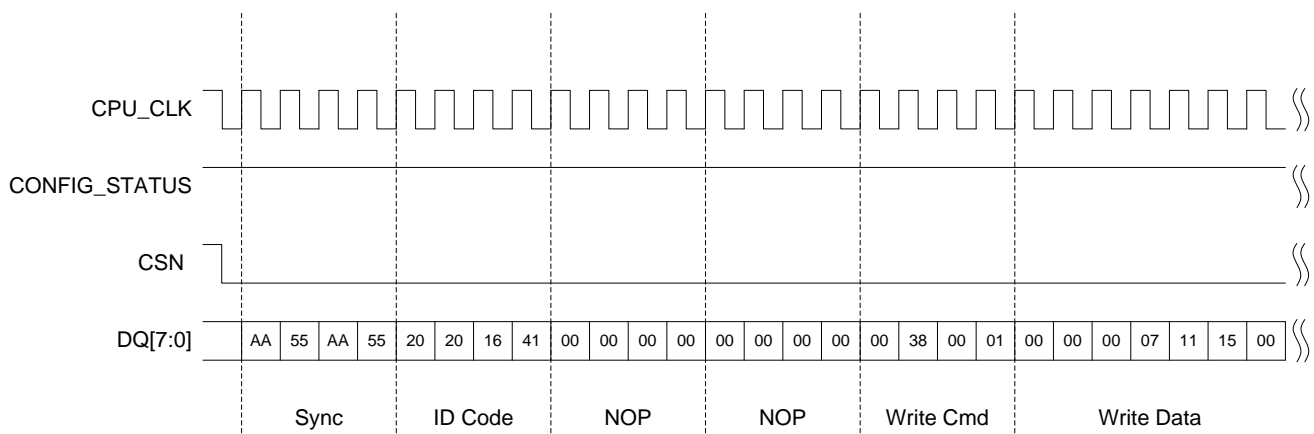 CPU_CLK
CONFIG_STATUS
CSN
DQ[7:0] AA 55 AA 55 20 20 16 41 00 00 00 00 00 00 00 00 00 38 00 01 00 00 00 07 11 15 00
Sync ID Code NOP NOP Write Cmd Write Data